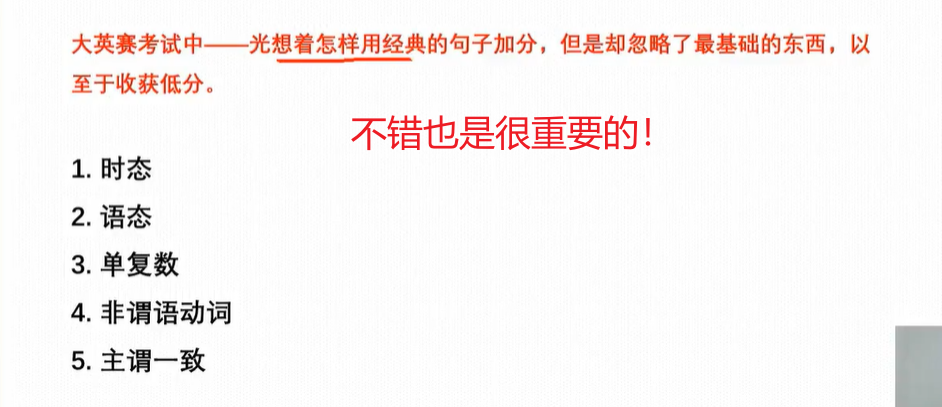 大英赛考试中——光想着怎样用经典的句子加分，但是却忽略了最基础的东西，以
至于收获低分。
不错也是很重要的！
1. 时态
2. 语态
3. 单复数
4. 非谓语动词
5. 主谓一致